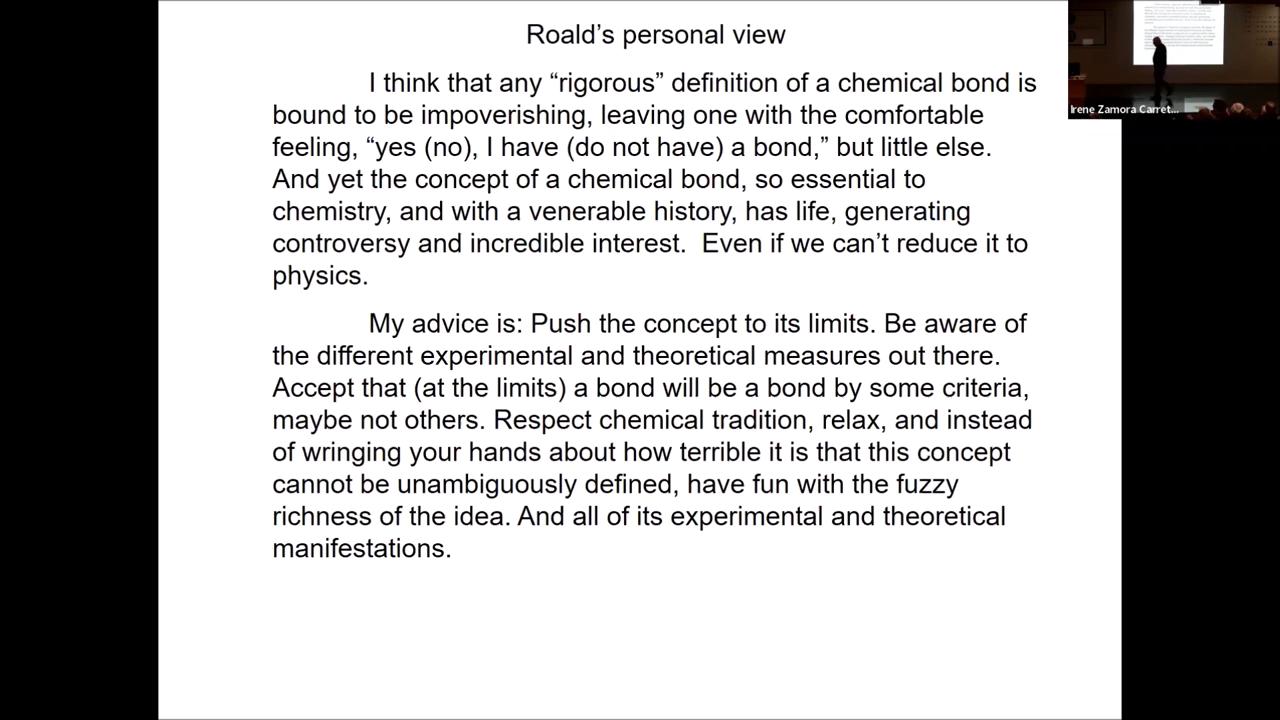 Roald’s personal view
I think that any “rigorous” definition of a chemical bond is
bound to be impoverishing, leaving one with the comfortable
feeling, “yes (no), I have (do not have) a bond,” but little else.
And yet the concept of a chemical bond, so essential to
chemistry, and with a venerable history, has life, generating
controversy and incredible interest.  Even if we can’t reduce it to
physics.
My advice is: Push the concept to its limits. Be aware of
the different experimental and theoretical measures out there.
Accept that (at the limits) a bond will be a bond by some criteria,
maybe not others. Respect chemical tradition, relax, and instead
of wringing your hands about how terrible it is that this concept
cannot be unambiguously defined, have fun with the fuzzy
richness of the idea. And all of its experimental and theoretical
manifestations.
Irene Zamora Carret...